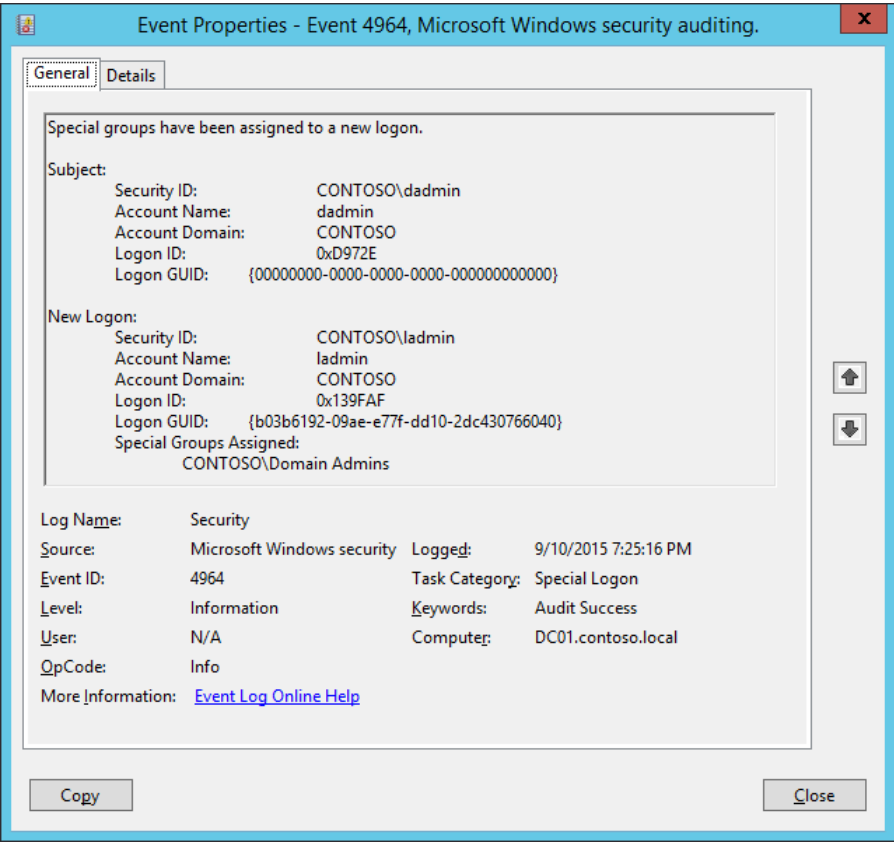 Event Properties - Event 4964, Microsoft Windows security auditing.
x
General Details
Special groups have been assigned to a new logon.
Subject:
Security ID: CONTOSO\dadmin
Account Name: dadmin
Account Domain: CONTOSO
Logon ID: 0xD972E
Logon GUID: {00000000-0000-0000-0000-000000000000}
New Logon:
Security ID: CONTOSO\ladmin
Account Name: ladmin
Account Domain: CONTOSO
Logon ID: 0x139FAF
Logon GUID: {b03b6192-09ae-e77f-dd10-2dc430766040}
Special Groups Assigned:
CONTOSO\Domain Admins
Log Name: Security
Source: Microsoft Windows security Logged: 9/10/2015 7:25:16 PM
Event ID: 4964 Task Category: Special Logon
Level: Information Keywords: Audit Success
User: N/A Computer: DC01.contoso.local
OpCode: Info
More Information: Event Log Online Help
Copy Close